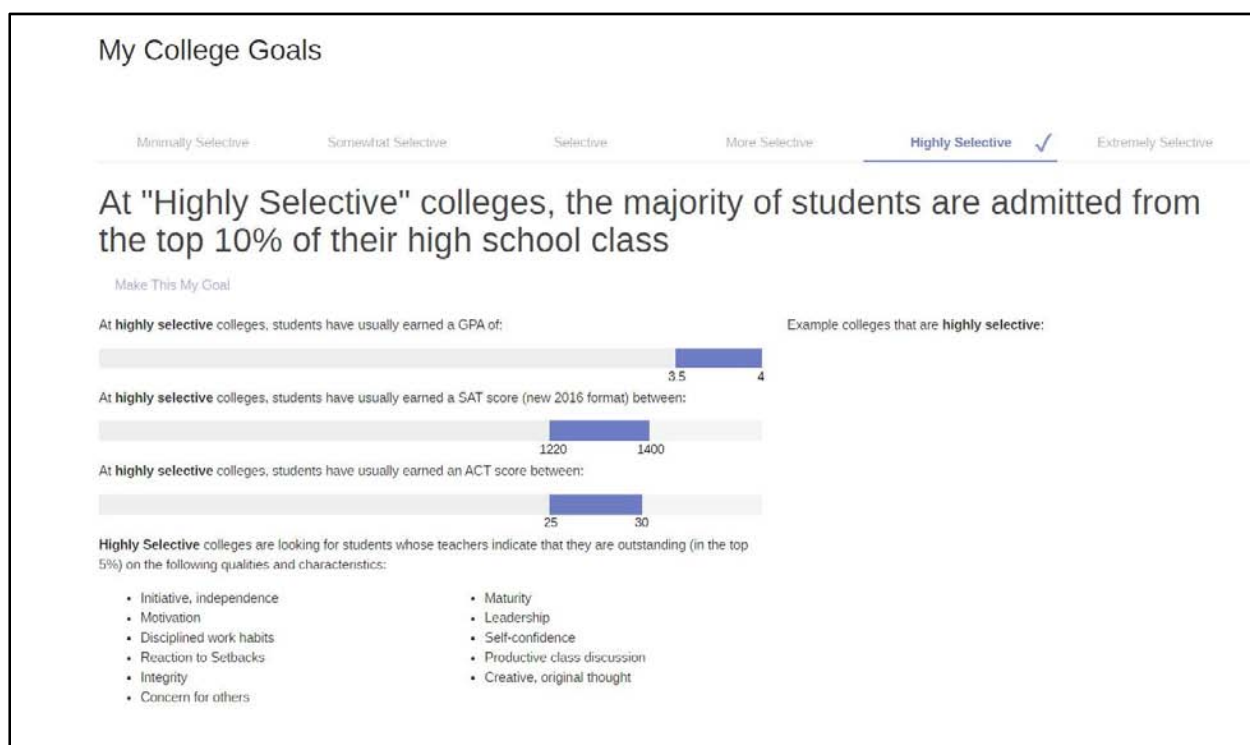 My College Goals
Minimally Selective Somewhat Selective Selective More Selective Highly Selective ✓ Extremely Selective
At "Highly Selective" colleges, the majority of students are admitted from
the top 10% of their high school class
Make This My Goal
At highly selective colleges, students have usually earned a GPA of:
3.5 4
At highly selective colleges, students have usually earned a SAT score (new 2016 format) between:
1220 1400
At highly selective colleges, students have usually earned an ACT score between:
25 30
Highly Selective colleges are looking for students whose teachers indicate that they are outstanding (in the top
5%) on the following qualities and characteristics:
• Initiative, independence
• Motivation
• Disciplined work habits
• Reaction to Setbacks
• Integrity
• Concern for others
• Maturity
• Leadership
• Self-confidence
• Productive class discussion
• Creative, original thought
Example colleges that are highly selective: